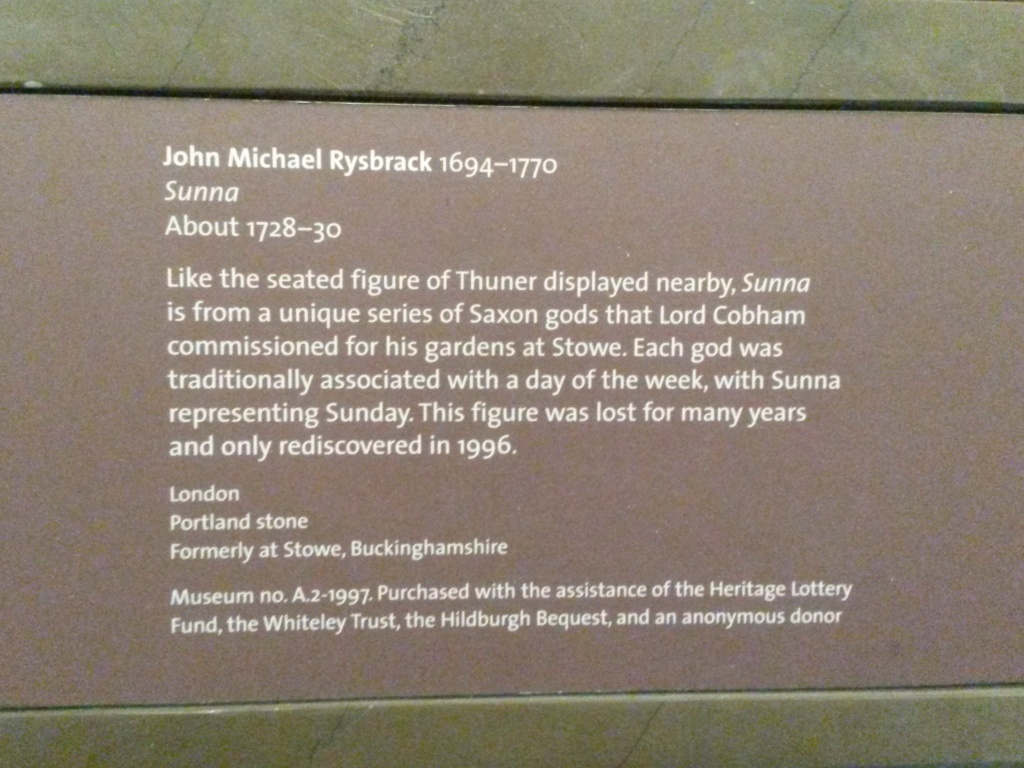 John Michael Rysbrack 1694–1770
Sunna
About 1728–30
Like the seated figure of Thuner displayed nearby, Sunna
is from a unique series of Saxon gods that Lord Cobham
commissioned for his gardens at Stowe. Each god was
traditionally associated with a day of the week, with Sunna
representing Sunday. This figure was lost for many years
and only rediscovered in 1996.
London
Portland stone
Formerly at Stowe, Buckinghamshire
Museum no. A.2-1997. Purchased with the assistance of the Heritage Lottery
Fund, the Whiteley Trust, the Hildburgh Bequest, and an anonymous donor